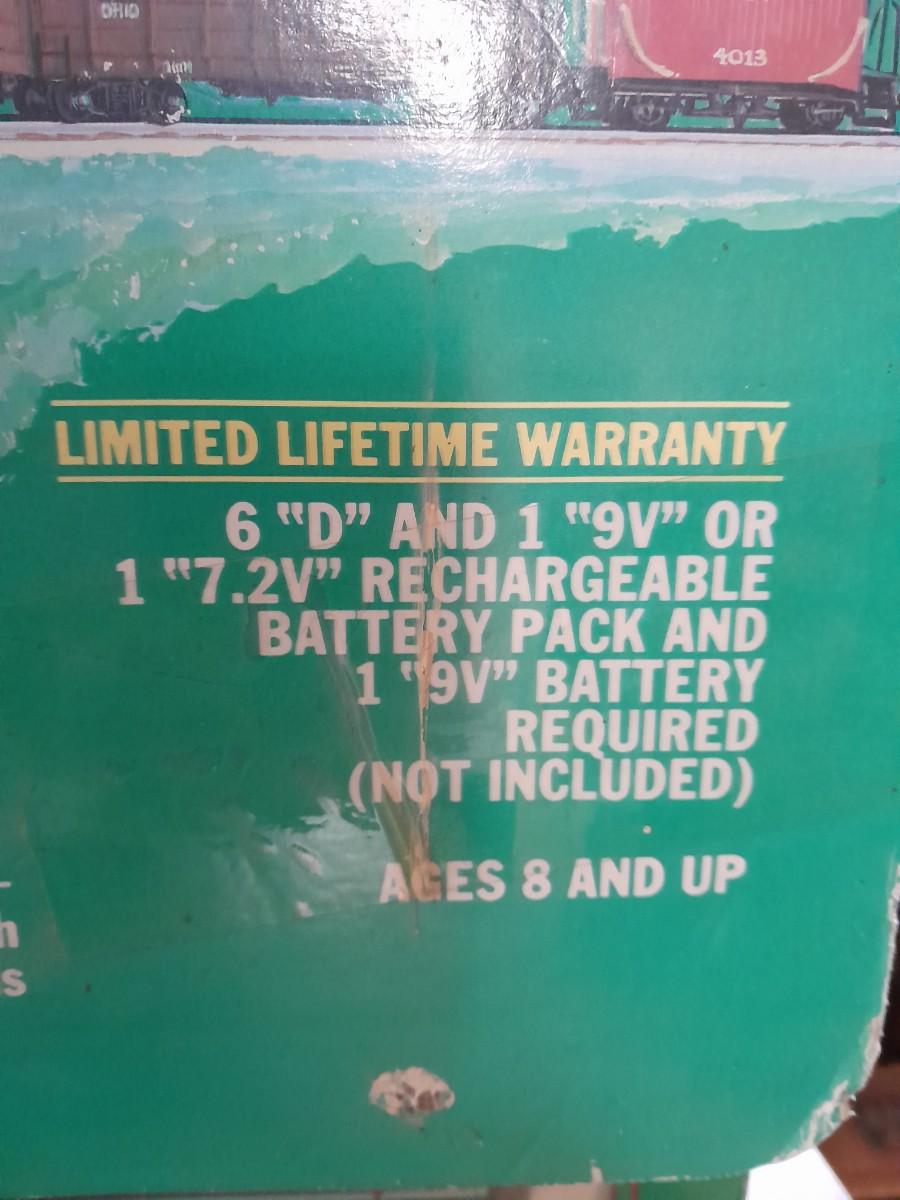 OHIO
4013
LIMITED LIFETIME WARRANTY
6 "D" AND 1 "9V" OR
1 "7.2V" RECHARGEABLE
BATTERY PACK AND
1 "9V" BATTERY
REQUIRED
(NOT INCLUDED)
AGES 8 AND UP